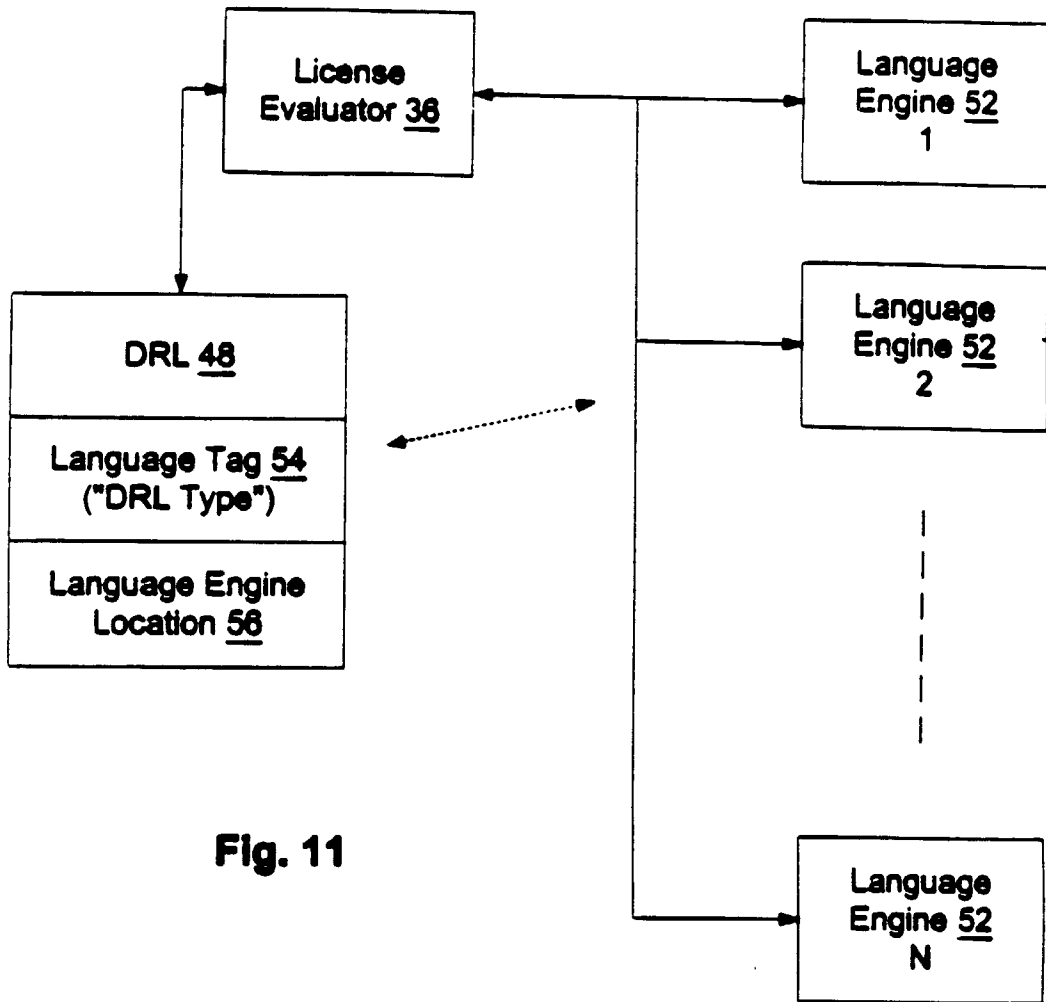 License
Evaluator 36
Language
Engine 52
1
Language
Engine 52
2
DRL 48
Language Tag 54
("DRL Type")
Language Engine
Location 56
Fig. 11
Language
Engine 52
N